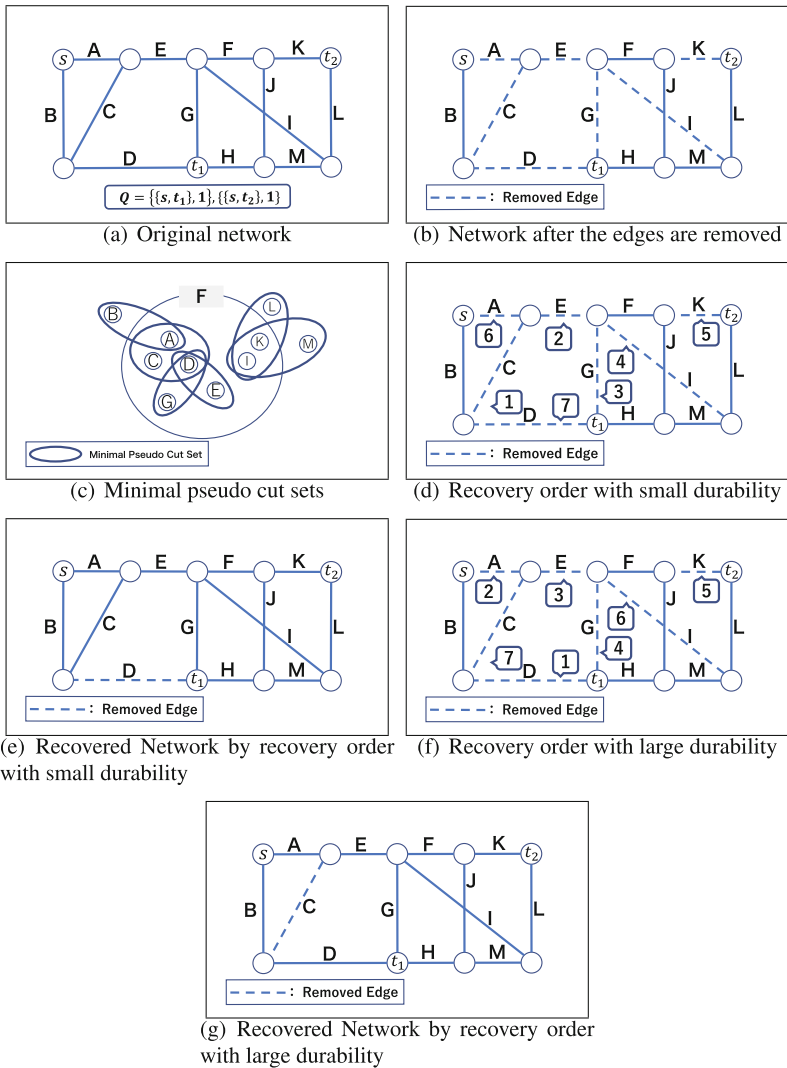 A E F K
s t₂
B C G J I L
D H M
t₁
Q = {{s, t₁}, 1}, {{s, t₂}, 1}
(a) Original network
A E F K
s t₂
B C G J I L
D H M
t₁
: Removed Edge
(b) Network after the edges are removed
F
B L
A K M
C D I
G E
Minimal Pseudo Cut Set
(c) Minimal pseudo cut sets
A E F K
s t₂
6 2 5
B C G J I L
4
1 3
D 7 H M
t₁
: Removed Edge
(d) Recovery order with small durability
A E F K
s t₂
B C G J I L
D H M
t₁
: Removed Edge
(e) Recovered Network by recovery order
with small durability
A E F K
s t₂
2 3 5
B C G J I L
6
7 4
D 1 H M
t₁
: Removed Edge
(f) Recovery order with large durability
A E F K
s t₂
B C G J I L
D H M
t₁
: Removed Edge
(g) Recovered Network by recovery order
with large durability